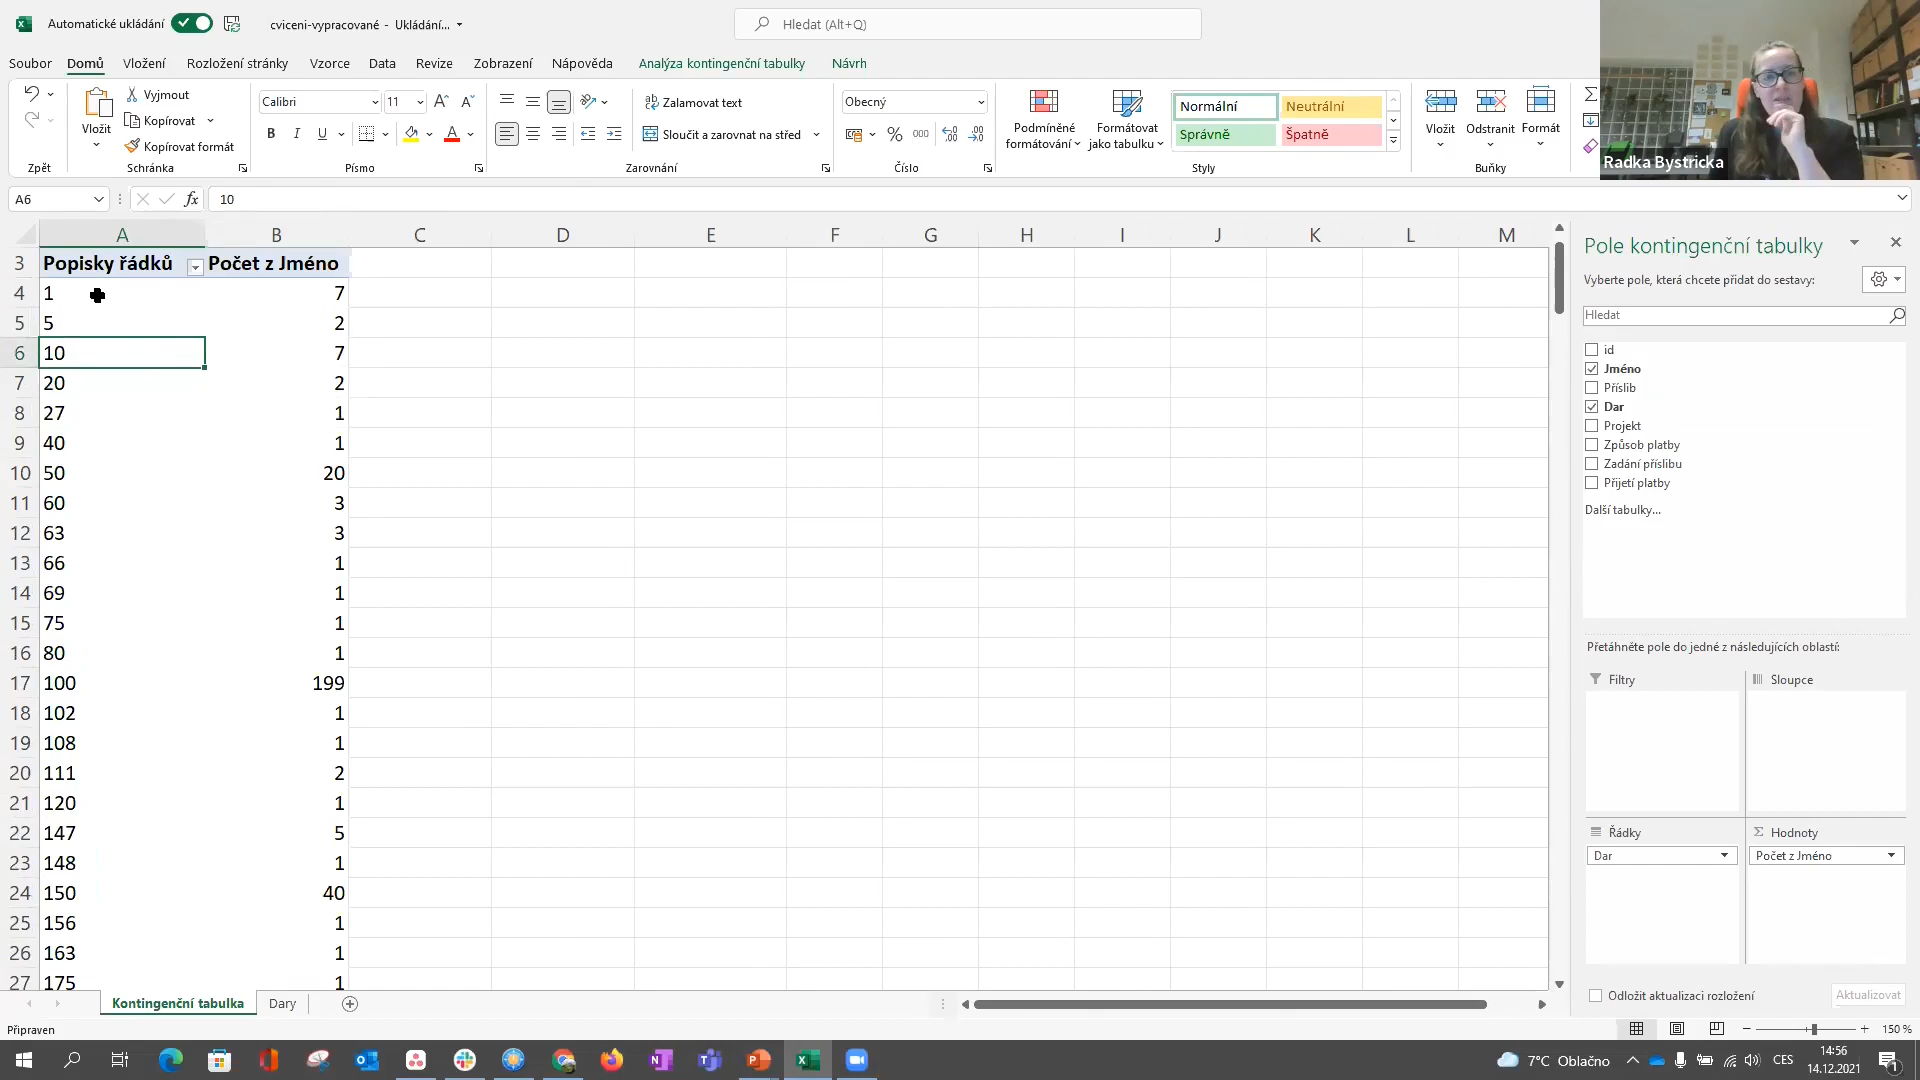 Automatické ukládání
cviceni-vypracované - Ukládání...
Hledat (Alt+Q)
Soubor Domů Vložení Rozložení stránky Vzorce Data Revize Zobrazení Nápověda Analýza kontingenční tabulky Návrh
Zpět
Vložit
Vyjmout
Kopírovat
Kopírovat formát
Schránka
Calibri 11
B I U A
Písmo
Zalamovat text
Sloučit a zarovnat na střed
Zarovnání
Obecný
% 000
Číslo
Podmíněné formátování
Formátovat jako tabulku
Normální Neutrální
Správně Špatně
Styly
Vložit Odstranit Formát
Buňky
Radka Bystricka
A6 fx 10
A B C D E F G H I J K L M
3 Popisky řádků Počet z Jméno
4 1 7
5 5 2
6 10 7
7 20 2
8 27 1
9 40 1
10 50 20
11 60 3
12 63 3
13 66 1
14 69 1
15 75 1
16 80 1
17 100 199
18 102 1
19 108 1
20 111 2
21 120 1
22 147 5
23 148 1
24 150 40
25 156 1
26 163 1
27 175 1
Pole kontingenční tabulky
Vyberte pole, která chcete přidat do sestavy:
Hledat
id
Jméno
Příslib
Dar
Projekt
Způsob platby
Zadání příslibu
Přijetí platby
Další tabulky...
Přetáhněte pole do jedné z následujících oblastí:
Filtry Sloupce
Řádky Σ Hodnoty
Dar Počet z Jméno
Odložit aktualizaci rozložení Aktualizovat
Kontingenční tabulka Dary
Připraven
150 %
7°C Oblačno
CES
14:56
14.12.2021
1